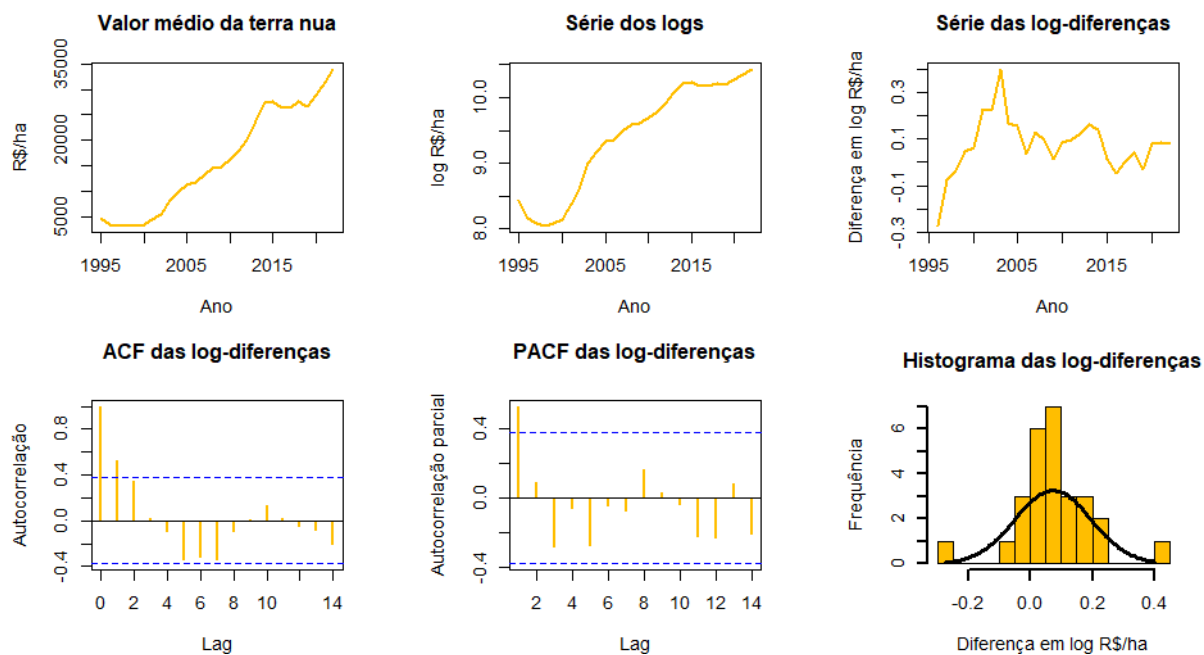 Valor médio da terra nua
R$/ha
5000
20000
35000
1995
2005
2015
Ano
Série dos logs
log R$/ha
8.0
9.0
10.0
1995
2005
2015
Ano
Série das log-diferenças
Diferença em log R$/ha
-0.3
-0.1
0.1
0.3
1995
2005
2015
Ano
ACF das log-diferenças
Autocorrelação
-0.4
0.0
0.4
0.8
0
2
4
6
8
10
14
Lag
PACF das log-diferenças
Autocorrelação parcial
-0.4
0.0
0.4
2
4
6
8
10
12
14
Lag
Histograma das log-diferenças
Frequência
0
2
4
6
-0.2
0.0
0.2
0.4
Diferença em log R$/ha